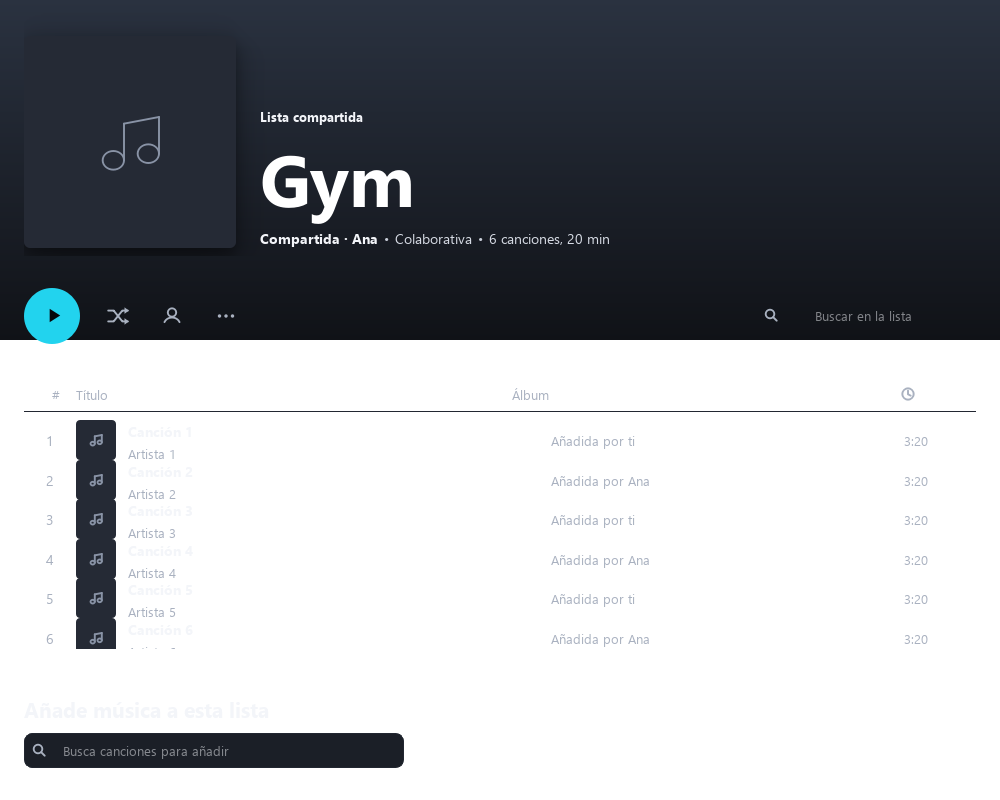 Lista compartida
Gym
Compartida · Ana • Colaborativa • 6 canciones, 20 min
Buscar en la lista
# Título Álbum
1 Canción 1 Añadida por ti 3:20
Artista 1
2 Canción 2 Añadida por Ana 3:20
Artista 2
3 Canción 3 Añadida por ti 3:20
Artista 3
4 Canción 4 Añadida por Ana 3:20
Artista 4
5 Canción 5 Añadida por ti 3:20
Artista 5
6 Canción 6 Añadida por Ana 3:20
Añade música a esta lista
Busca canciones para añadir